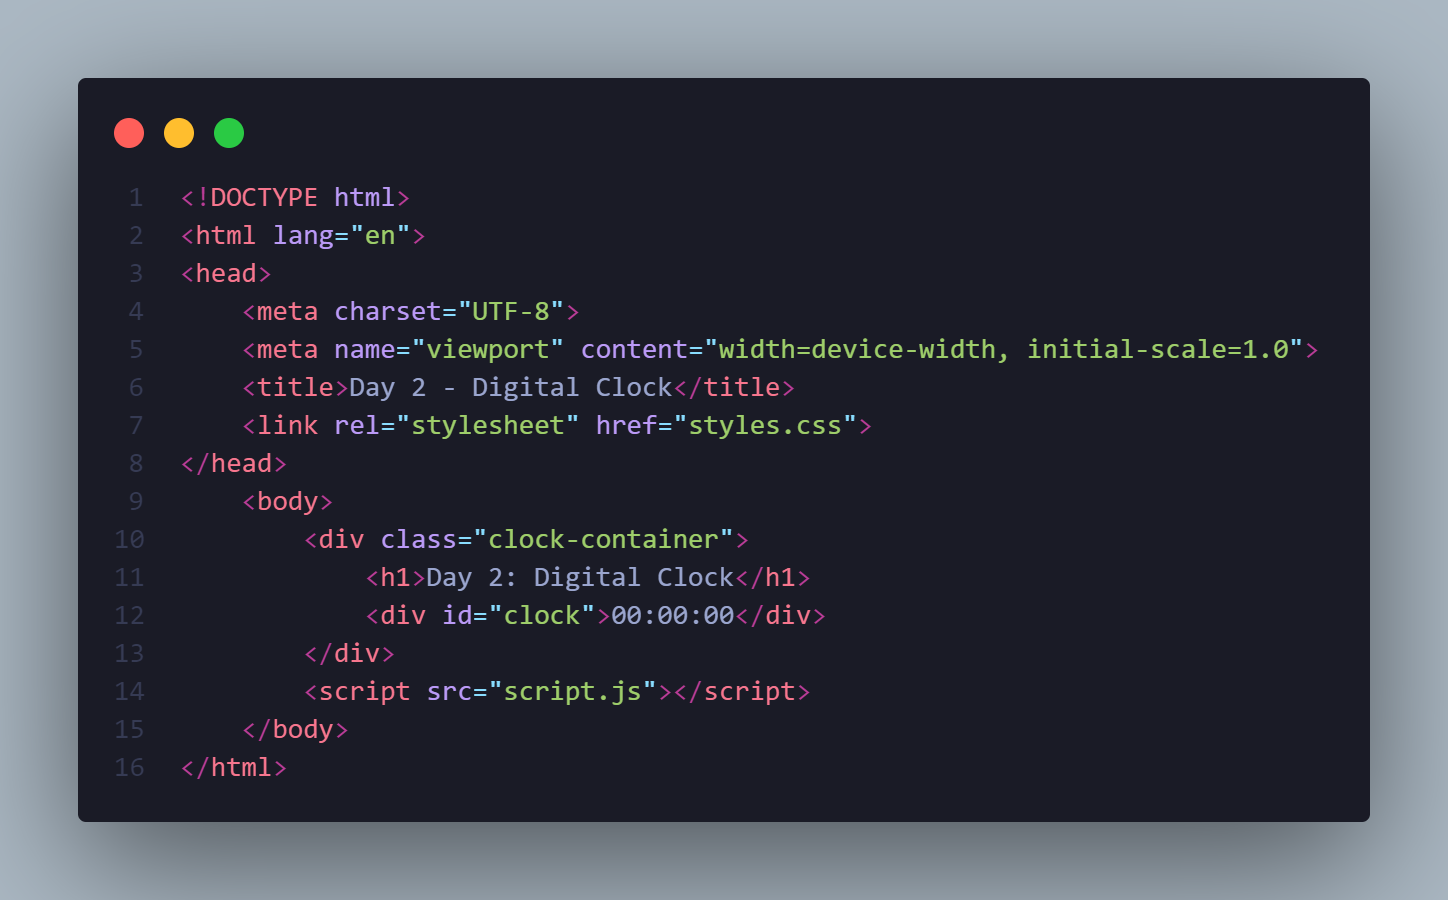 1 <!DOCTYPE html>
2 <html lang="en">
3 <head>
4     <meta charset="UTF-8">
5     <meta name="viewport" content="width=device-width, initial-scale=1.0">
6     <title>Day 2 - Digital Clock</title>
7     <link rel="stylesheet" href="styles.css">
8 </head>
9     <body>
10         <div class="clock-container">
11             <h1>Day 2: Digital Clock</h1>
12             <div id="clock">00:00:00</div>
13         </div>
14         <script src="script.js"></script>
15     </body>
16 </html>